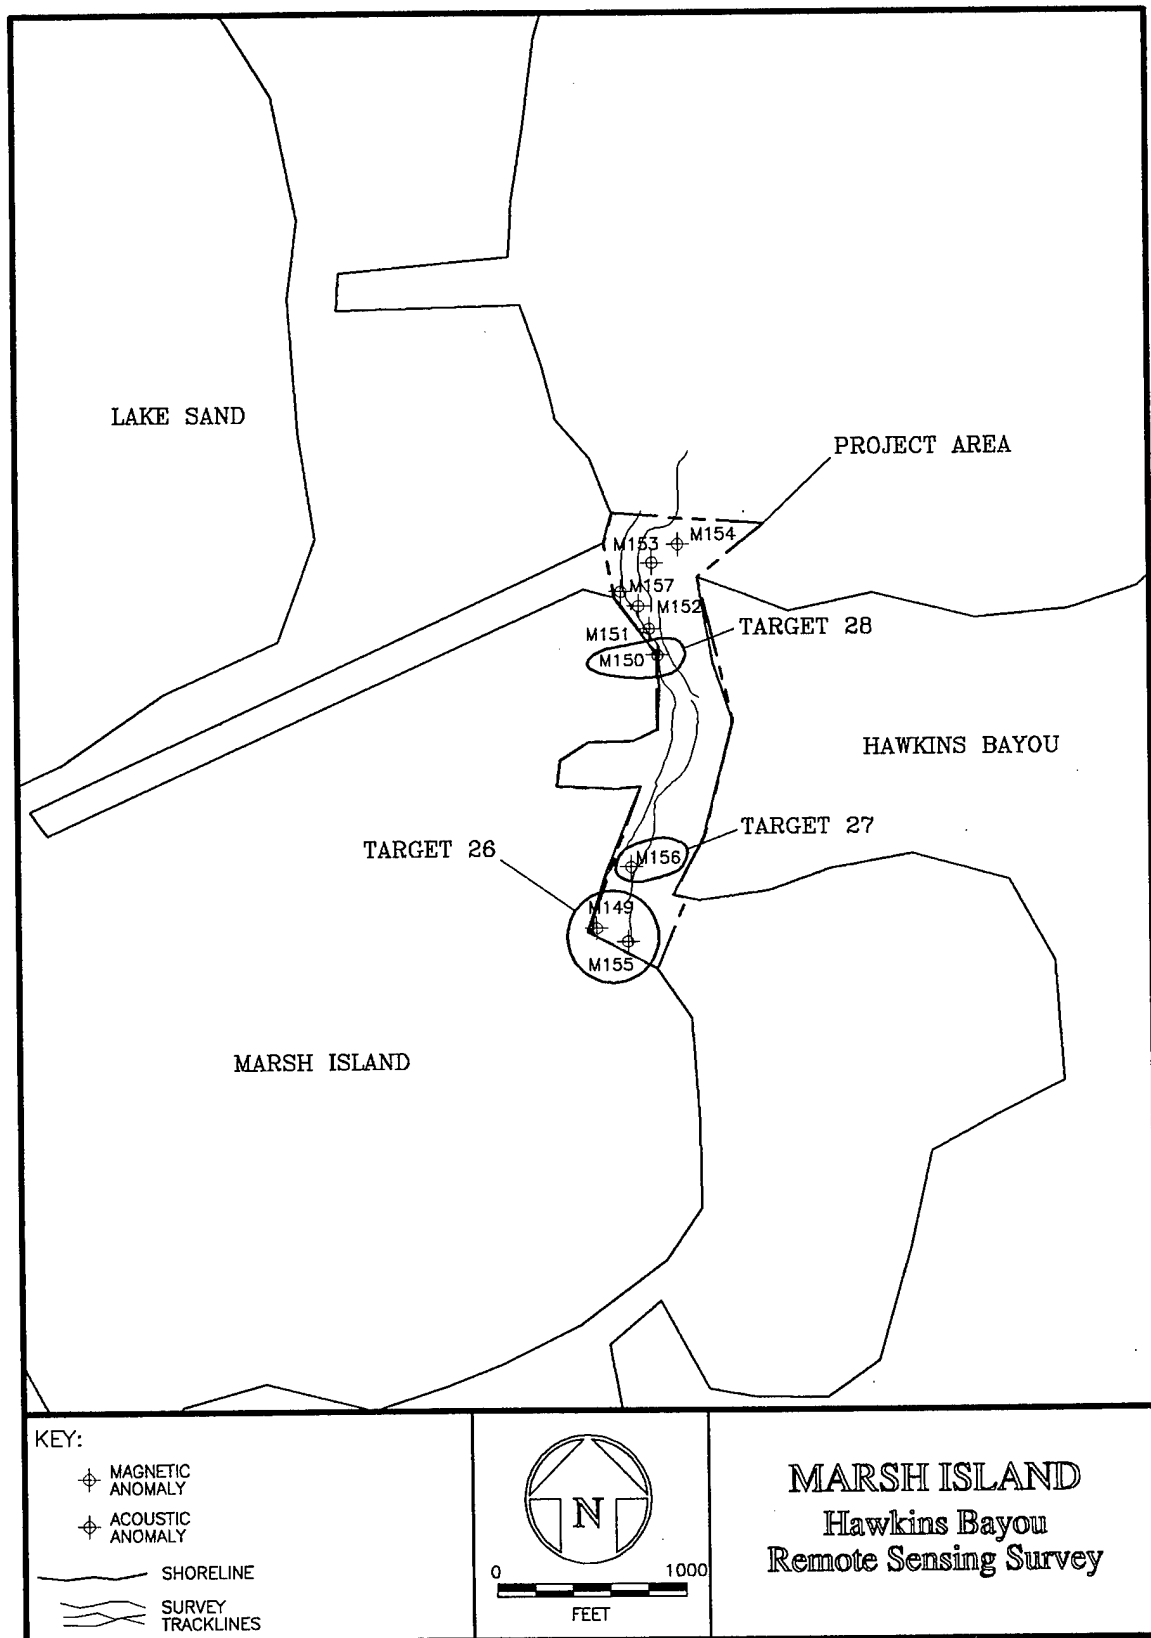 LAKE SAND
PROJECT AREA
M154
M153
M157
M152
M151
TARGET 28
M150
HAWKINS BAYOU
TARGET 27
TARGET 26
M156
M149
M155
MARSH ISLAND
KEY:
MAGNETIC
ANOMALY
ACOUSTIC
ANOMALY
SHORELINE
SURVEY
TRACKLINES
N
0 1000
FEET
MARSH ISLAND
Hawkins Bayou
Remote Sensing Survey